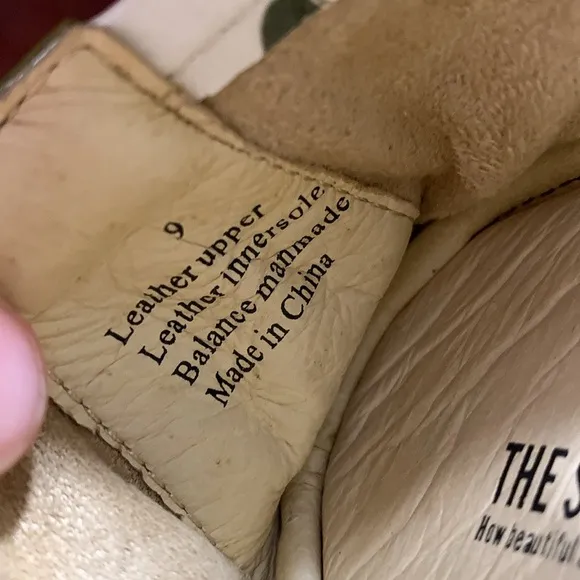 9
Leather upper
Leather innersole
Balance manmade
Made in China
THE
How beautiful